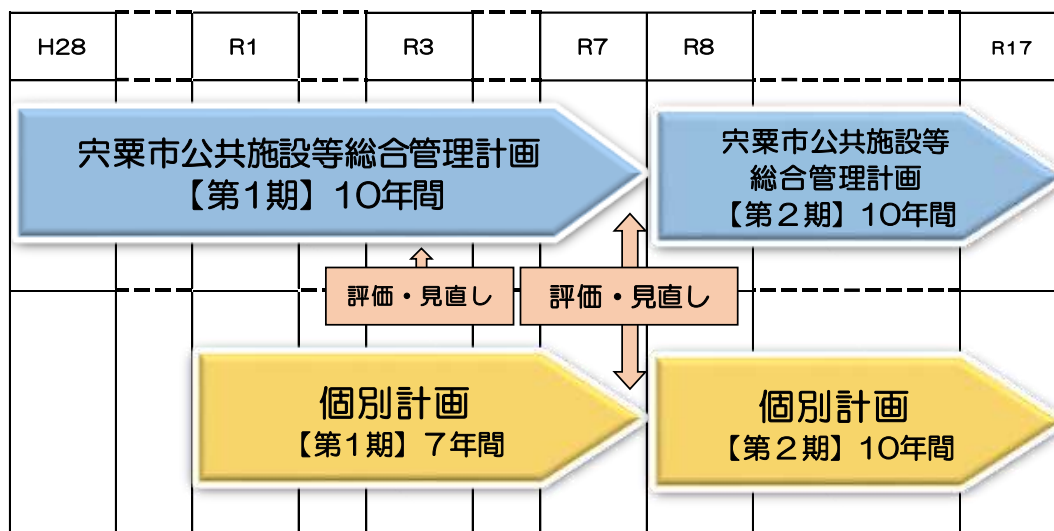 H28 R1 R3 R7 R8 R17
宍粟市公共施設等総合管理計画
【第1期】10年間
宍粟市公共施設等
総合管理計画
【第２期】10年間
評価・見直し
評価・見直し
個別計画
【第1期】７年間
個別計画
【第２期】10年間